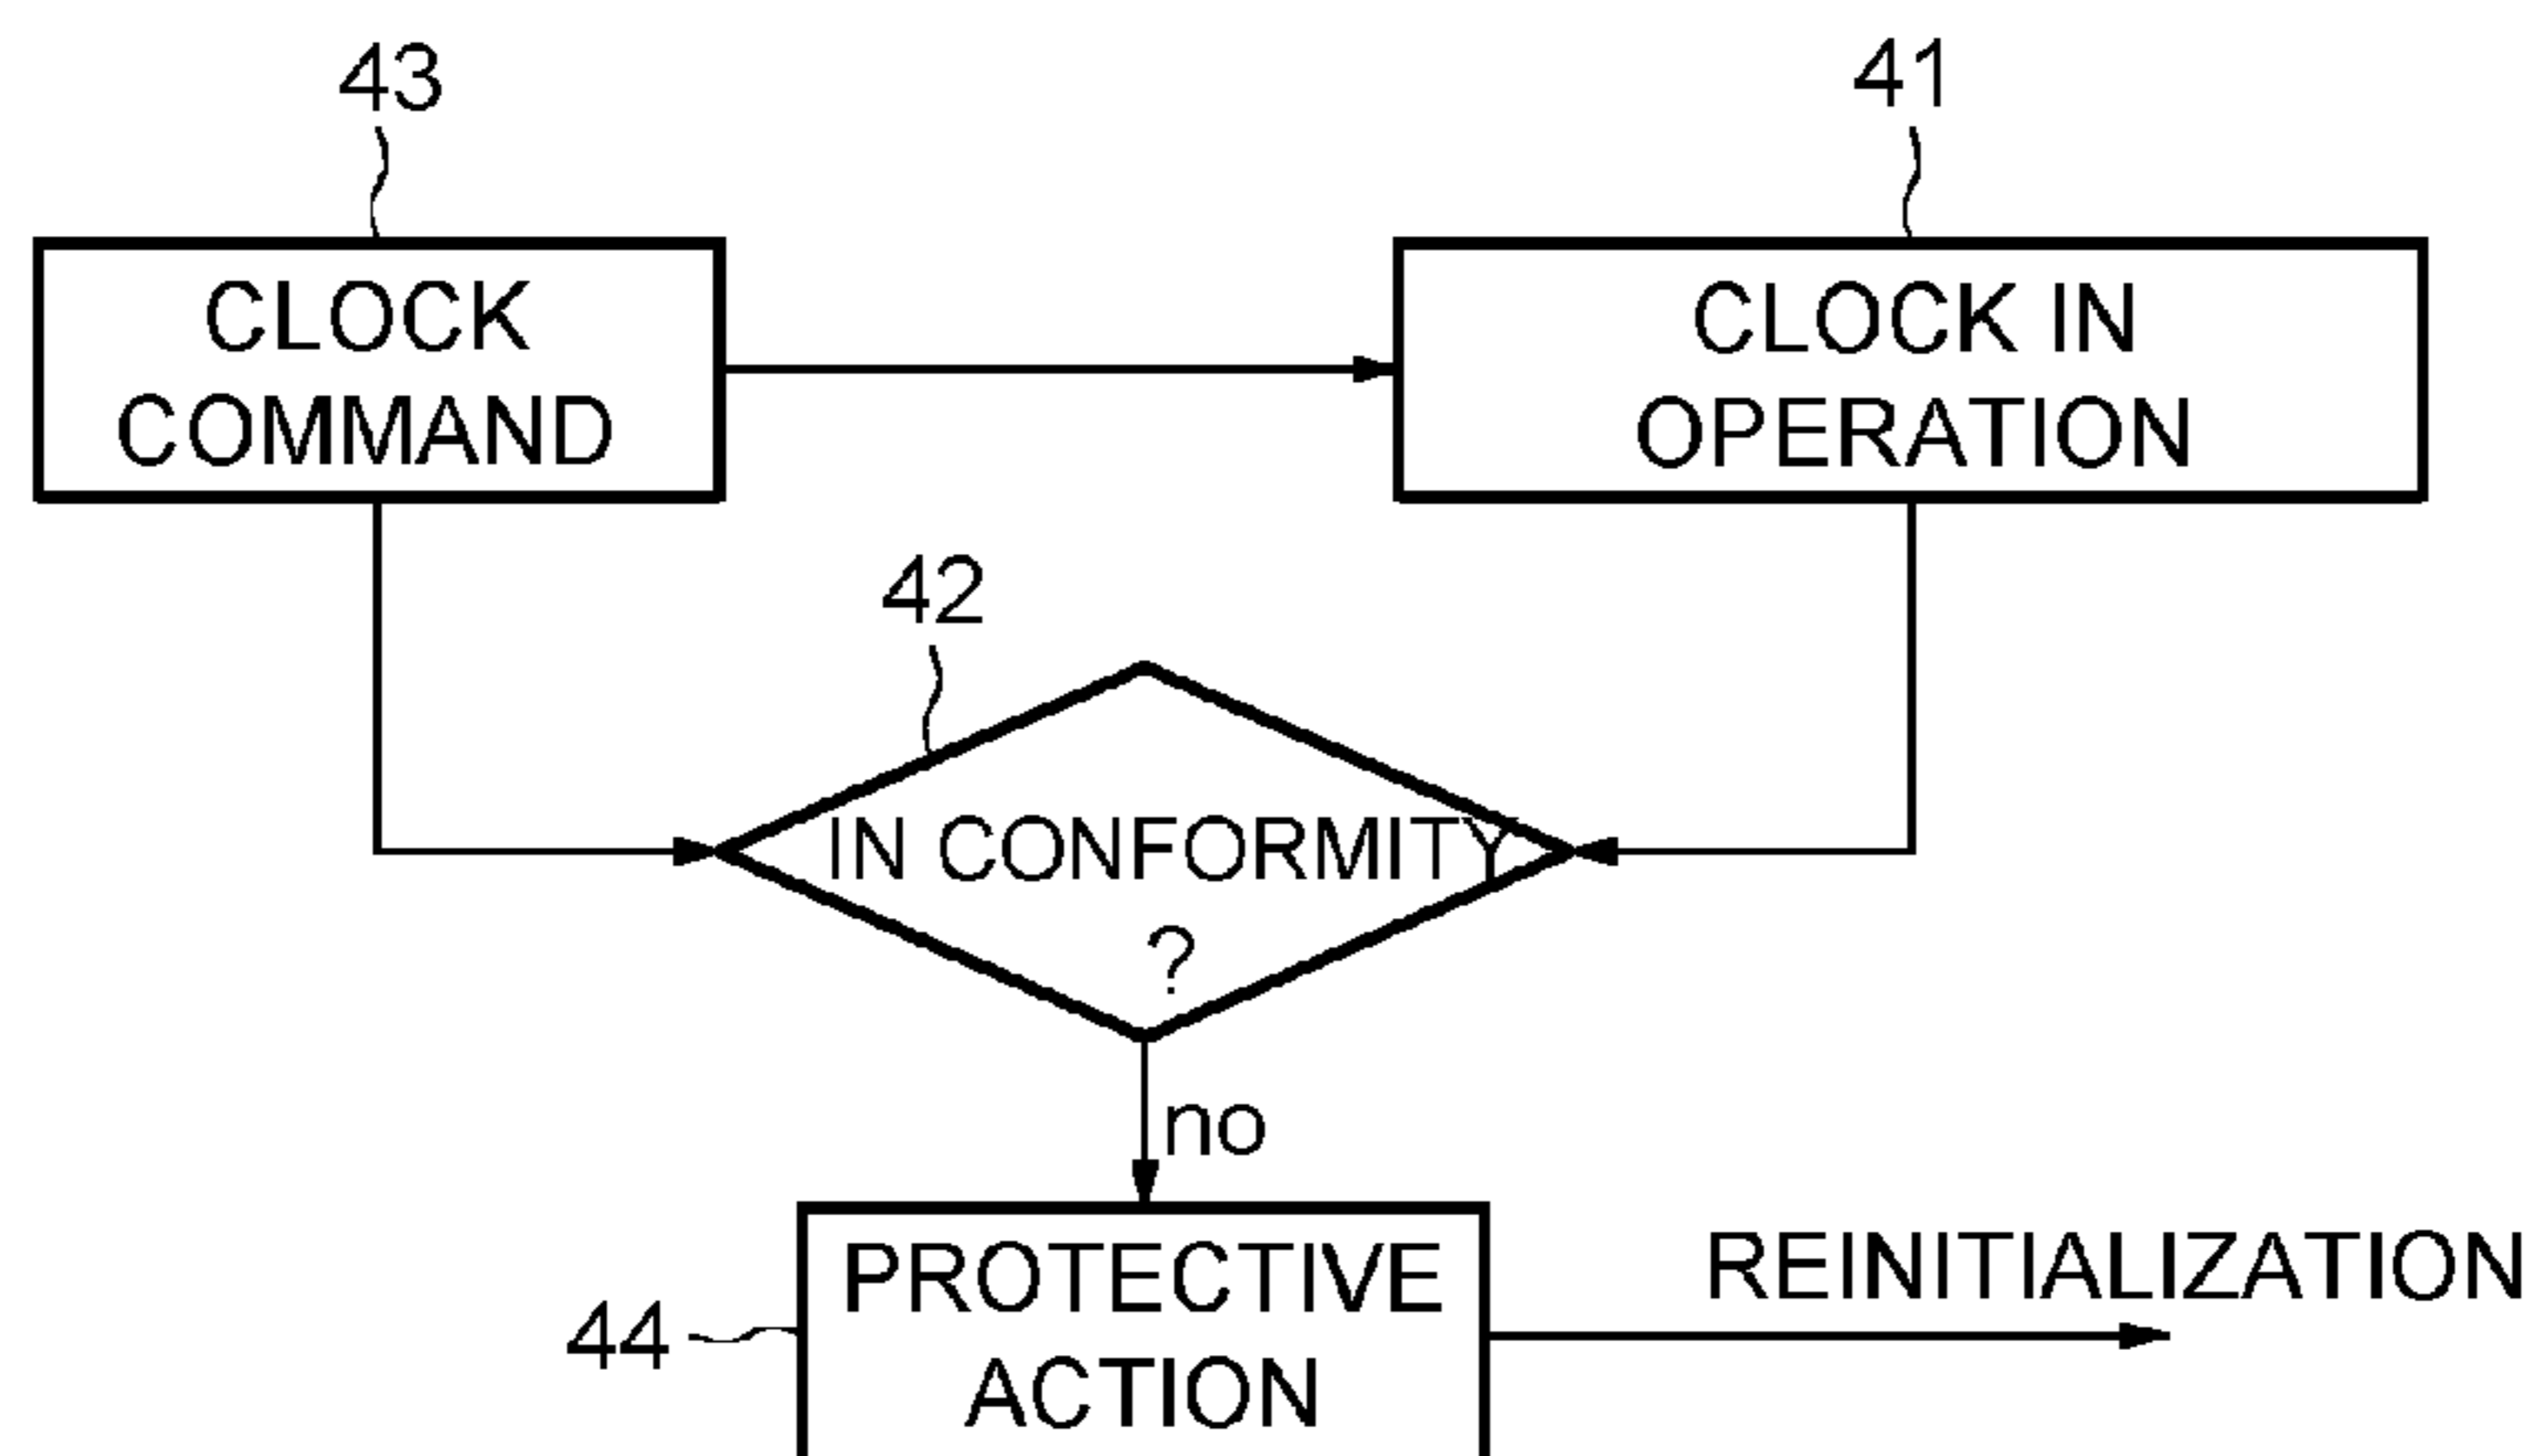 43
41
CLOCK
COMMAND
CLOCK IN
OPERATION
42
IN CONFORMITY
?
no
PROTECTIVE
ACTION
44
REINITIALIZATION